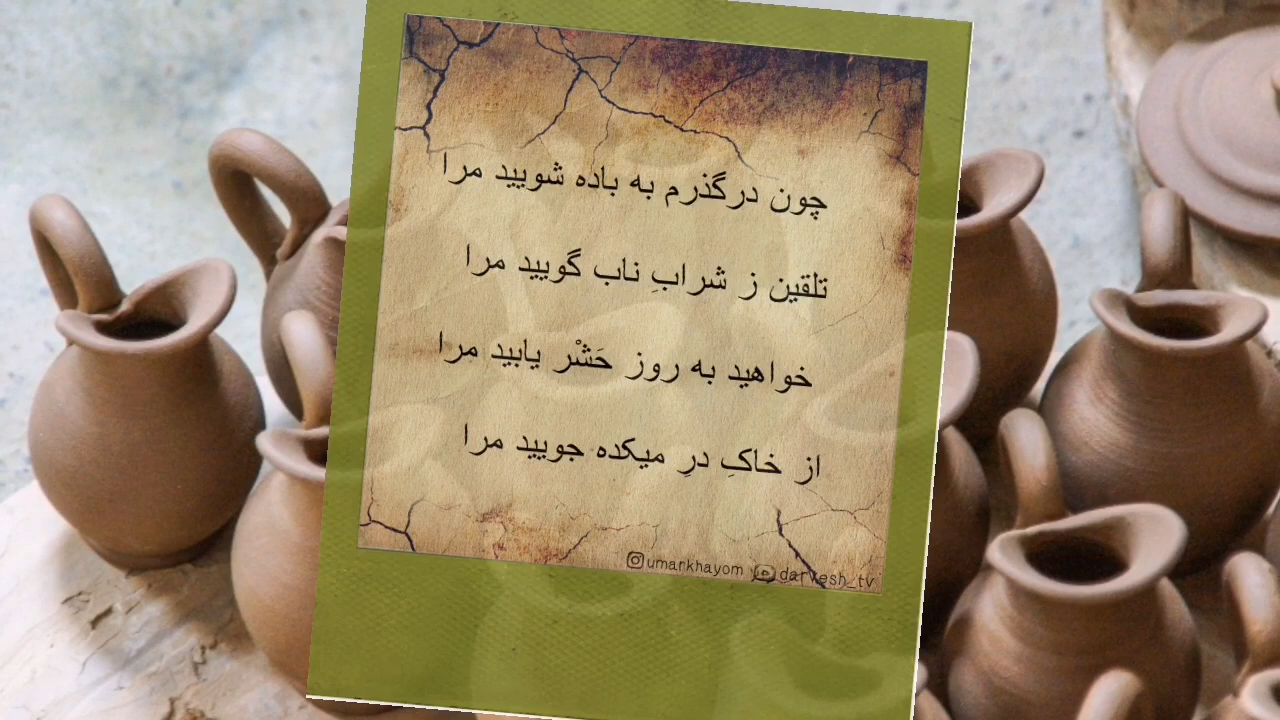 چون درگذرم به باده شویید مرا
تلقین ز شرابِ ناب گویید مرا
خواهید به روز حَشْر یابید مرا
از خاکِ درِ میکده جویید مرا
umarkhayom darvesh_tv